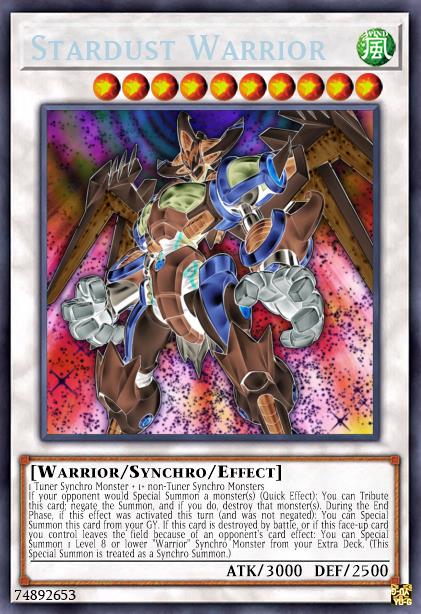 STARDUST WARRIOR
WIND
風
[WARRIOR/SYNCHRO/EFFECT]
1 Tuner Synchro Monster + 1+ non-Tuner Synchro Monsters
If your opponent would Special Summon a monster(s) (Quick Effect): You can Tribute
this card; negate the Summon, and if you do, destroy that monster(s). During the End
Phase, if this effect was activated this turn (and was not negated): You can Special
Summon this card from your GY. If this card is destroyed by battle, or if this face-up card
you control leaves the field because of an opponent's card effect: You can Special
Summon 1 Level 8 or lower "Warrior" Synchro Monster from your Extra Deck. (This
Special Summon is treated as a Synchro Summon.)
ATK/3000 DEF/2500
74892653